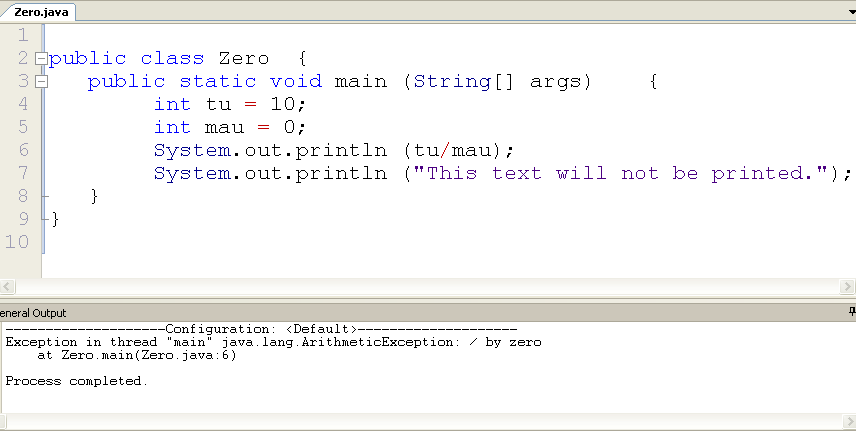 Zero.java
1
2 public class Zero  {
3    public static void main (String[] args)    {
4         int tu = 10;
5         int mau = 0;
6         System.out.println (tu/mau);
7         System.out.println ("This text will not be printed.");
8    }
9 }
10
eneral Output
--------------------Configuration: <Default>--------------------
Exception in thread "main" java.lang.ArithmeticException: / by zero
    at Zero.main(Zero.java:6)
Process completed.